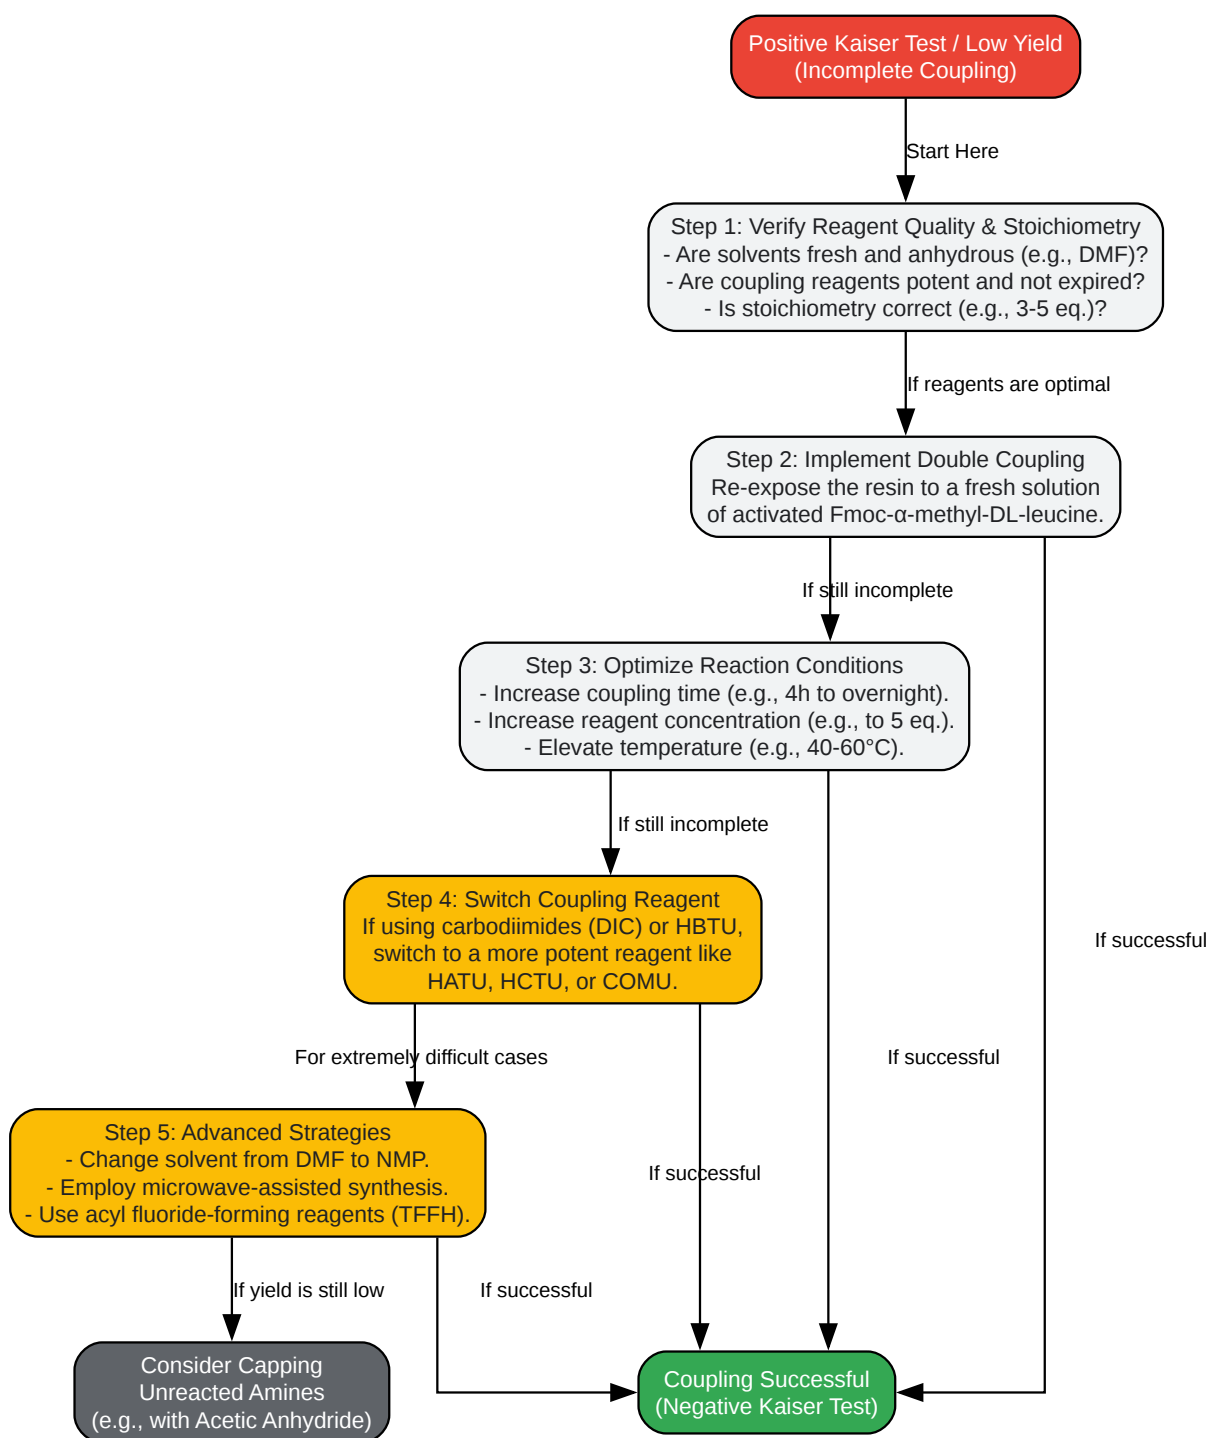 Positive Kaiser Test / Low Yield
(Incomplete Coupling)
Start Here
Step 1: Verify Reagent Quality & Stoichiometry
- Are solvents fresh and anhydrous (e.g., DMF)?
- Are coupling reagents potent and not expired?
- Is stoichiometry correct (e.g., 3-5 eq.)?
If reagents are optimal
Step 2: Implement Double Coupling
Re-expose the resin to a fresh solution
of activated Fmoc-α-methyl-DL-leucine.
If still incomplete
Step 3: Optimize Reaction Conditions
- Increase coupling time (e.g., 4h to overnight).
- Increase reagent concentration (e.g., to 5 eq.).
- Elevate temperature (e.g., 40-60°C).
If still incomplete
Step 4: Switch Coupling Reagent
If using carbodiimides (DIC) or HBTU,
switch to a more potent reagent like
HATU, HCTU, or COMU.
If successful
For extremely difficult cases
If successful
Step 5: Advanced Strategies
- Change solvent from DMF to NMP.
- Employ microwave-assisted synthesis.
- Use acyl fluoride-forming reagents (TFFH).
If successful
If yield is still low
If successful
Consider Capping
Unreacted Amines
(e.g., with Acetic Anhydride)
Coupling Successful
(Negative Kaiser Test)